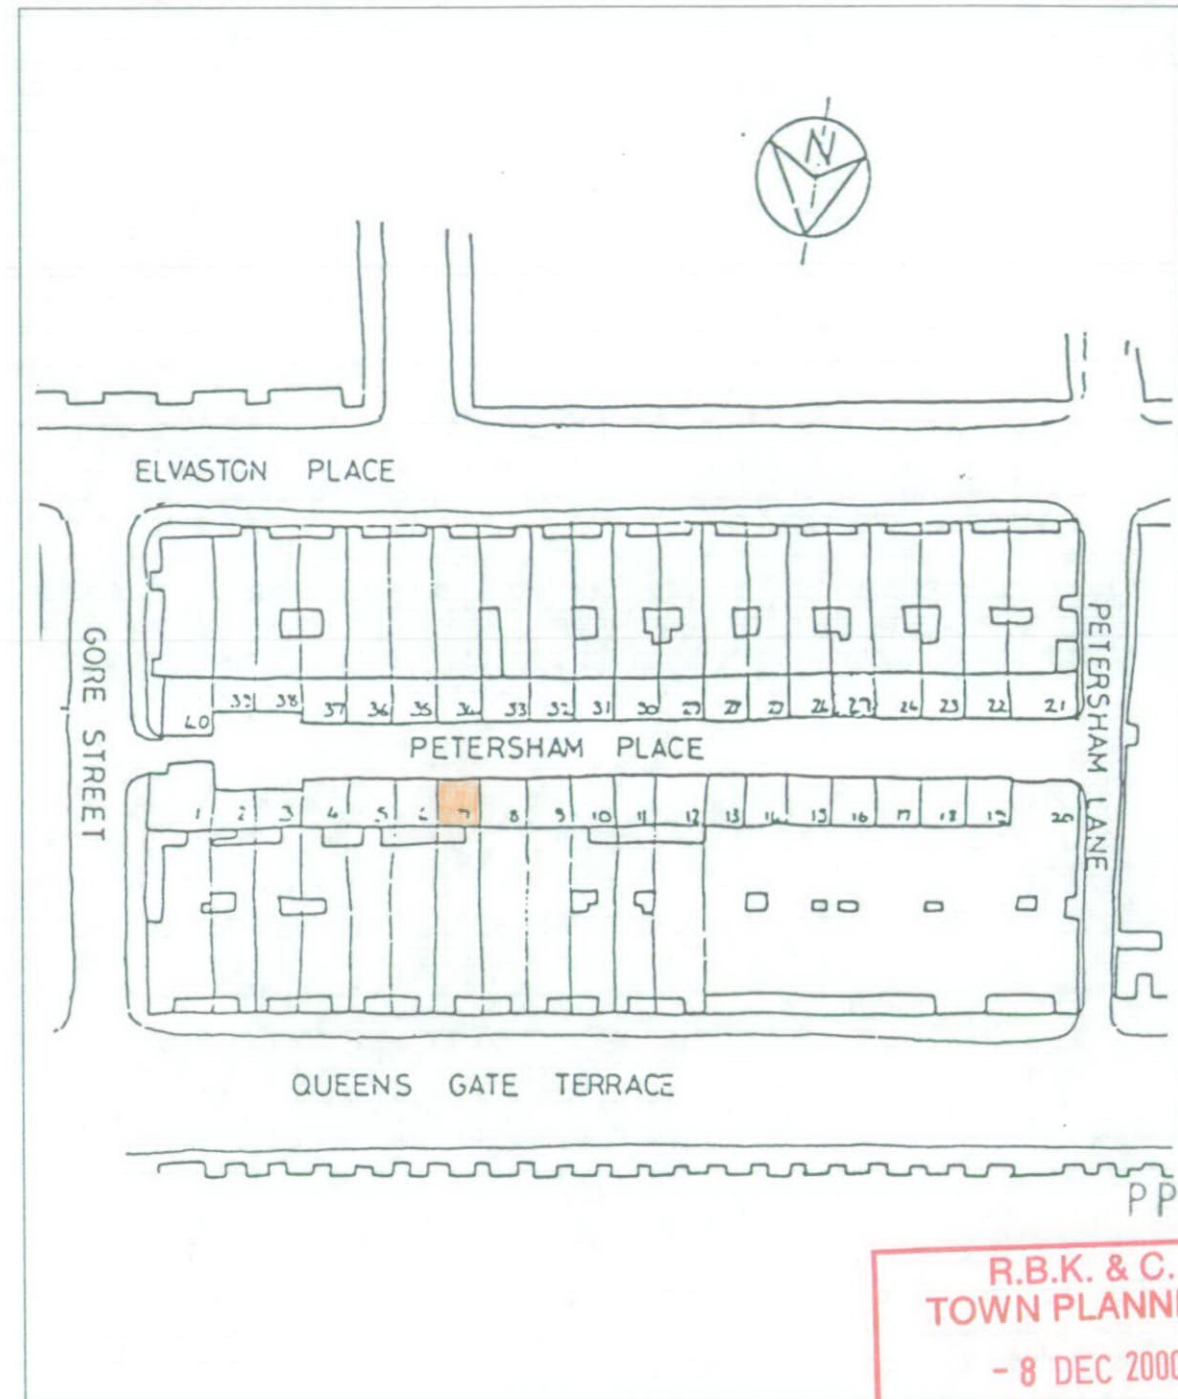 N
ELVASTON PLACE
GORE STREET
PETERSHAM LANE
40 39 38 37 36 35 34 33 32 31 30 29 28 27 26 25 24 23 22 21
PETERSHAM PLACE
1 2 3 4 5 6 7 8 9 10 11 12 13 14 15 16 17 18 19 20
QUEENS GATE TERRACE
PP
R.B.K. & C.
TOWN PLANN
- 8 DEC 2000